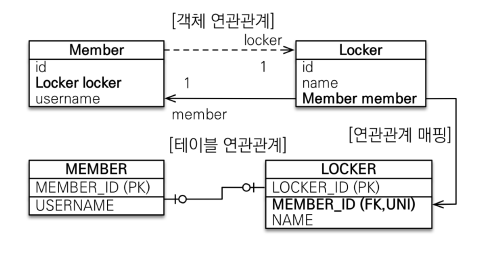 [객체 연관관계]
Member
id
Locker locker
username
locker
1
1
member
Locker
id
name
Member member
[연관관계 매핑]
[테이블 연관관계]
MEMBER
MEMBER_ID (PK)
USERNAME
LOCKER
LOCKER_ID (PK)
MEMBER_ID (FK,UNI)
NAME